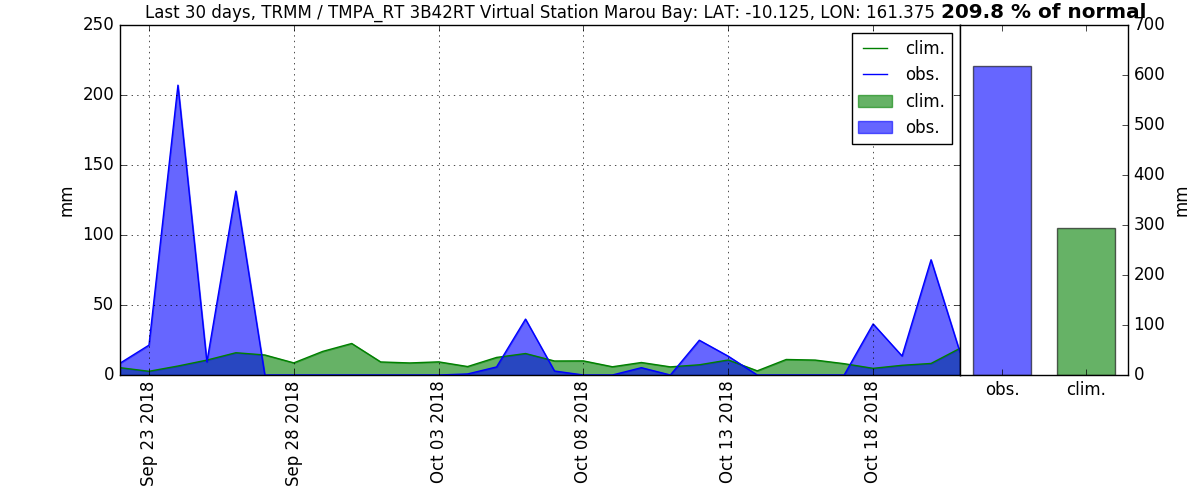 Last 30 days, TRMM / TMPA_RT 3B42RT Virtual Station Marou Bay: LAT: -10.125, LON: 161.375 209.8 % of normal
250
200
150
100
50
0
mm
clim.
obs.
clim.
obs.
700
600
500
400
300
200
100
0
mm
Sep 23 2018
Sep 28 2018
Oct 03 2018
Oct 08 2018
Oct 13 2018
Oct 18 2018
obs.
clim.